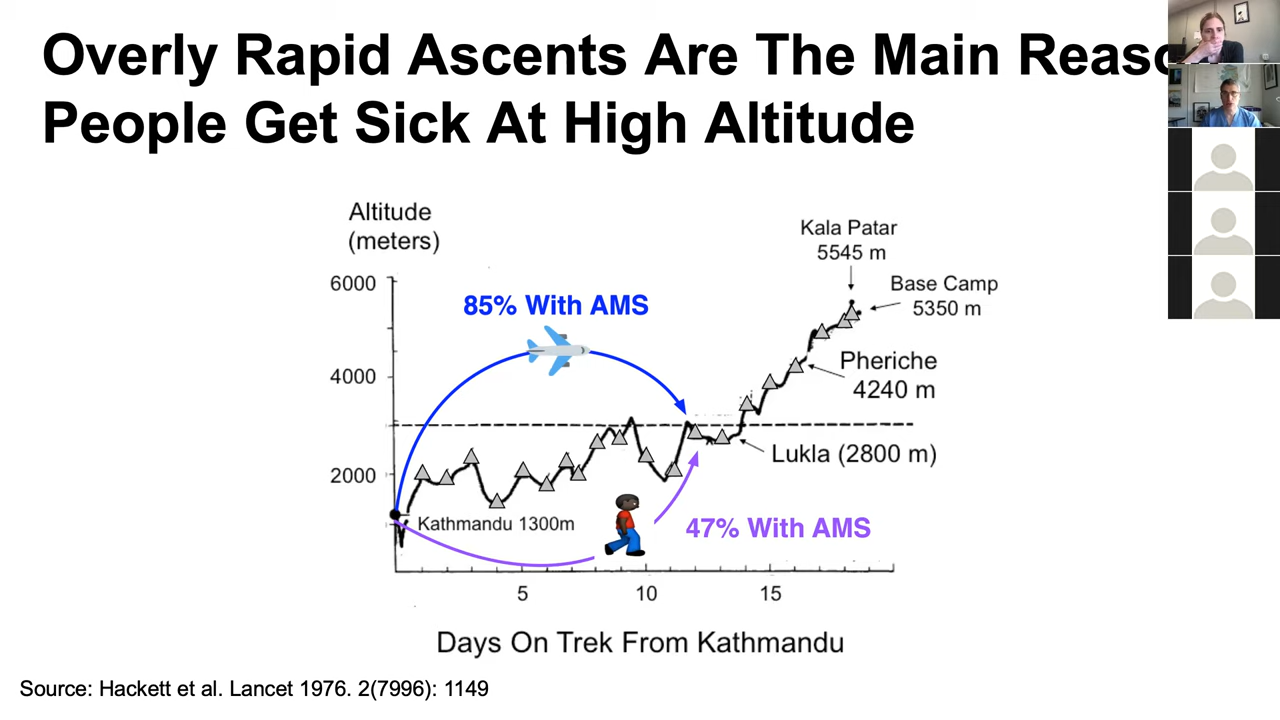 Overly Rapid Ascents Are The Main
People Get Sick At High Altitude
Altitude
(meters)
6000
4000
2000
85% With AMS
Kala Patar
5545 m
Base Camp
5350 m
Pheriche
4240 m
Lukla (2800 m)
Kathmandu 1300m
47% With AMS
5
10
15
Days On Trek From Kathmandu
Source: Hackett et al. Lancet 1976. 2(7996): 1149